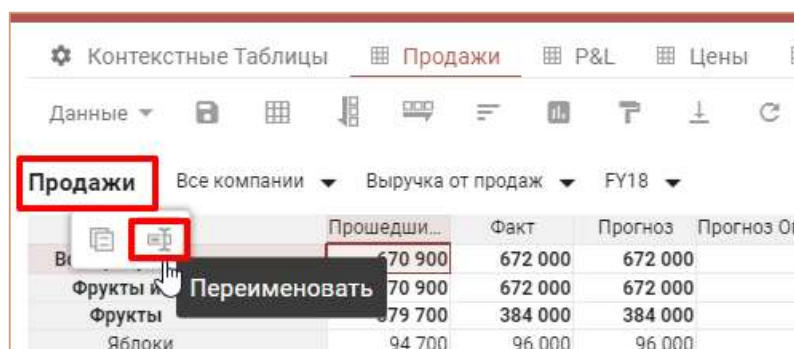 Контекстные Таблицы Продажи P&L Цены
Данные
Продажи Все компании Выручка от продаж FY18
Прошедши... Факт Прогноз Прогноз
670 900 672 000 672 000
Фрукты 70 900 672 000 672 000
Переименовать
Фрукты 379 700 384 000 384 000
Яблоки 94 700 96 000 96 000